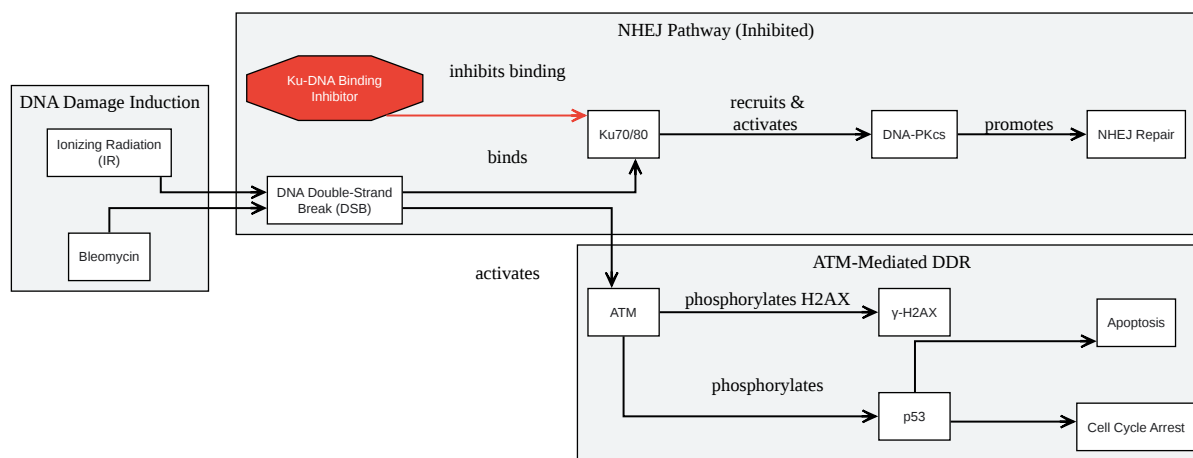 NHEJ Pathway (Inhibited)
Ku-DNA Binding
Inhibitor
inhibits binding
DNA Damage Induction
Ionizing Radiation
(IR)
Bleomycin
DNA Double-Strand
Break (DSB)
binds
Ku70/80
recruits &
activates
DNA-PKcs
promotes
NHEJ Repair
activates
ATM-Mediated DDR
ATM
phosphorylates H2AX
γ-H2AX
Apoptosis
phosphorylates
p53
Cell Cycle Arrest